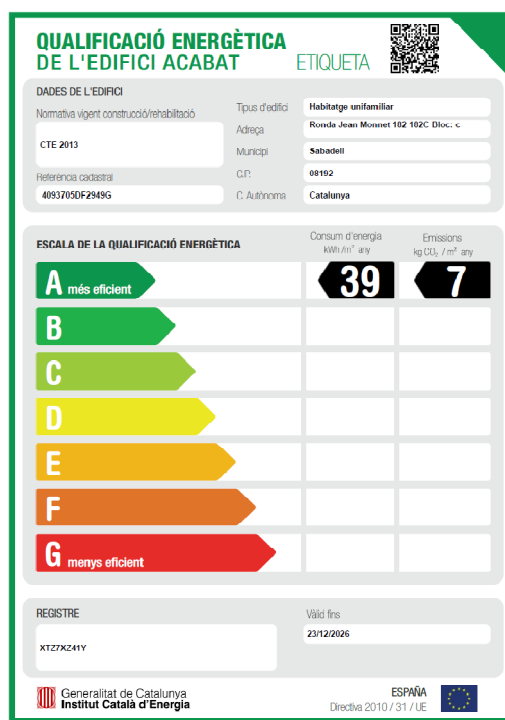 QUALIFICACIÓ ENERGÈTICA
DE L'EDIFICI ACABAT
ETIQUETA
DADES DE L'EDIFICI
Normativa vigent construcció/rehabilitació
CTE 2013
Referència cadastral
4093705DF2949G
Tipus d'edifici
Habitatge unifamiliar
Adreça
Ronda Jean Monnet 102 102C
Municipi
Sabadell
C.P.
08192
C. Autònoma
Catalunya
ESCALA DE LA QUALIFICACIÓ ENERGÈTICA
Consum d'energia
kWh /m² any
Emissions
kg CO₂ / m² any
A més eficient
39
7
B
C
D
E
F
G menys eficient
REGISTRE
XTZ7XZ41Y
Vàlid fins
23/12/2026
Generalitat de Catalunya
Institut Català d'Energia
ESPAÑA
Directiva 2010 / 31 / UE